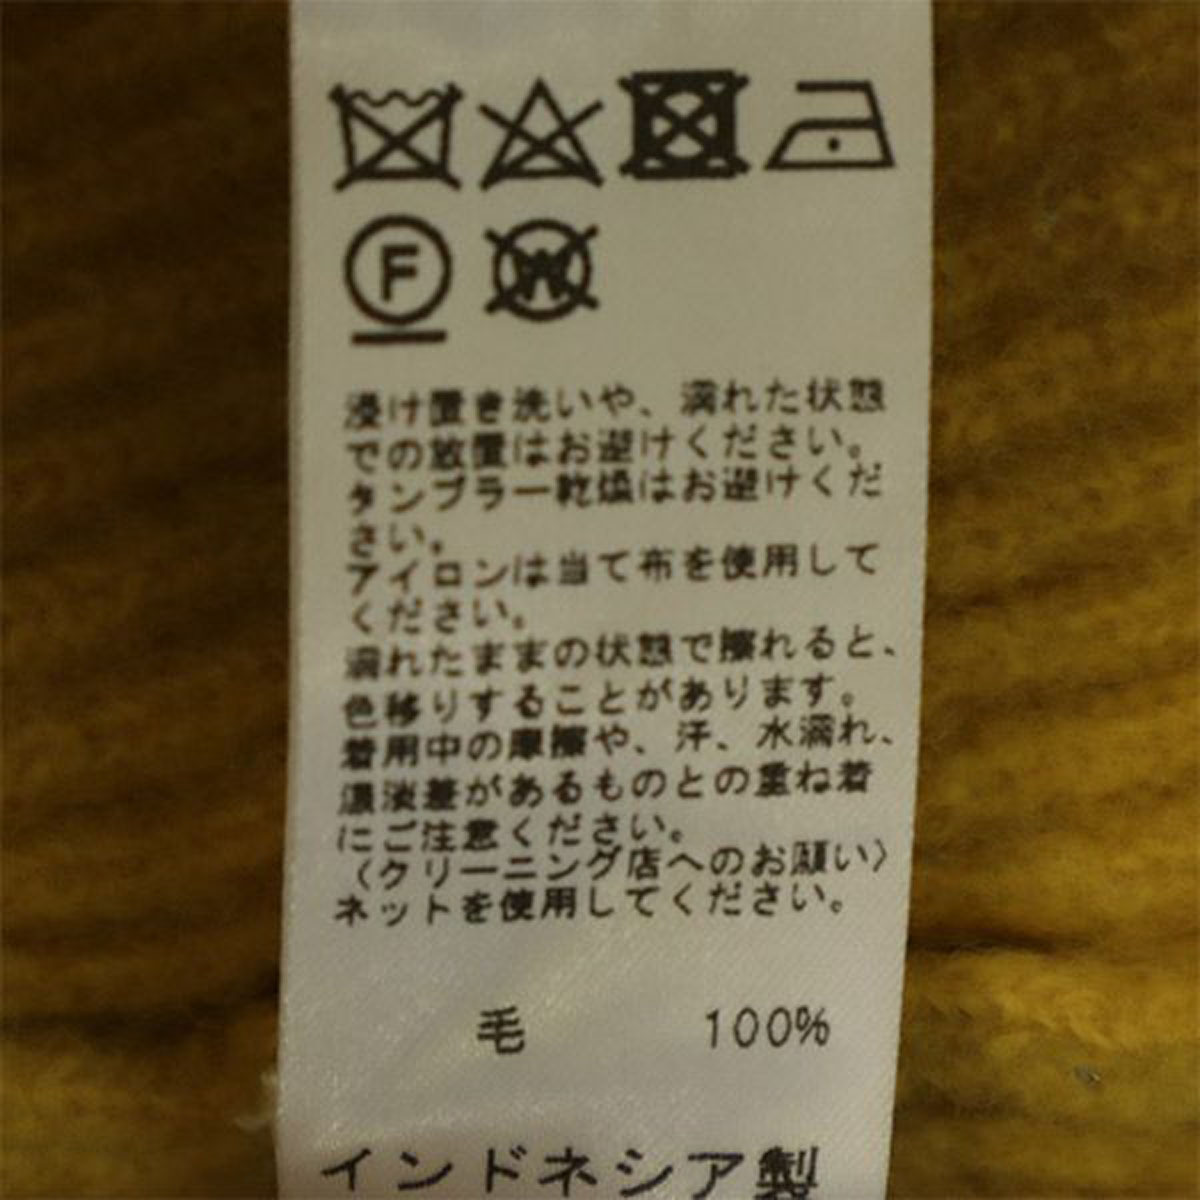 F W
浸け置き洗いや、濡れた状態
での放置はお避けください。
タンブラー乾燥はお避けくだ
さい。
アイロンは当て布を使用して
ください。
濡れたままの状態で擦れると、
色移りすることがあります。
着用中の摩擦や、汗、水濡れ、
濃淡差があるものとの重ね着
にご注意ください。
〈クリーニング店へのお願い〉
ネットを使用してください。
毛 100%
インドネシア製